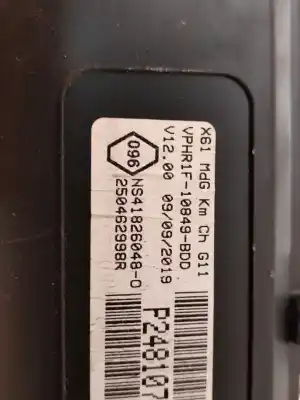 X61 MdG Km Ch G11
VPHR1F-10849-BDD
V12.00 09/09/2019
096
NS41826048-0
250462998R
P248107